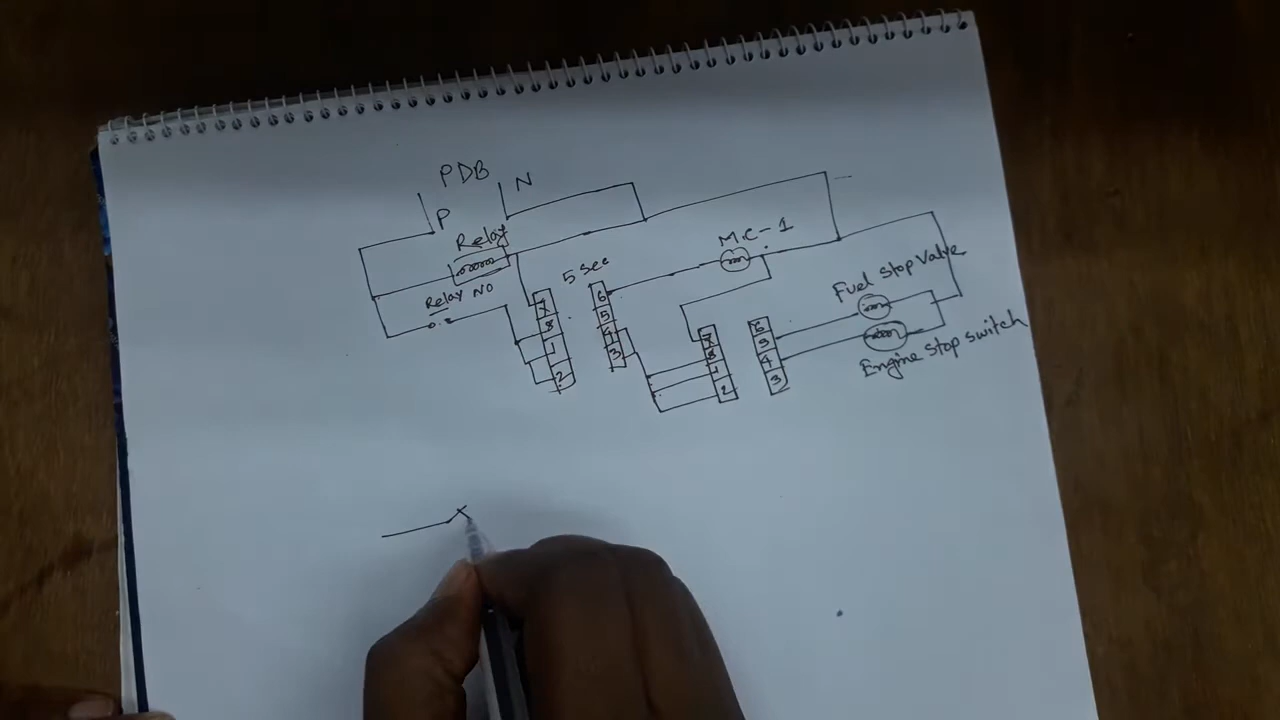 PDB
P
N
Relay
Relay NO
5 Sec
7
8
1
2
6
5
4
3
M.C-1
7
8
1
2
6
5
4
3
Fuel Stop Valve
Engine Stop switch